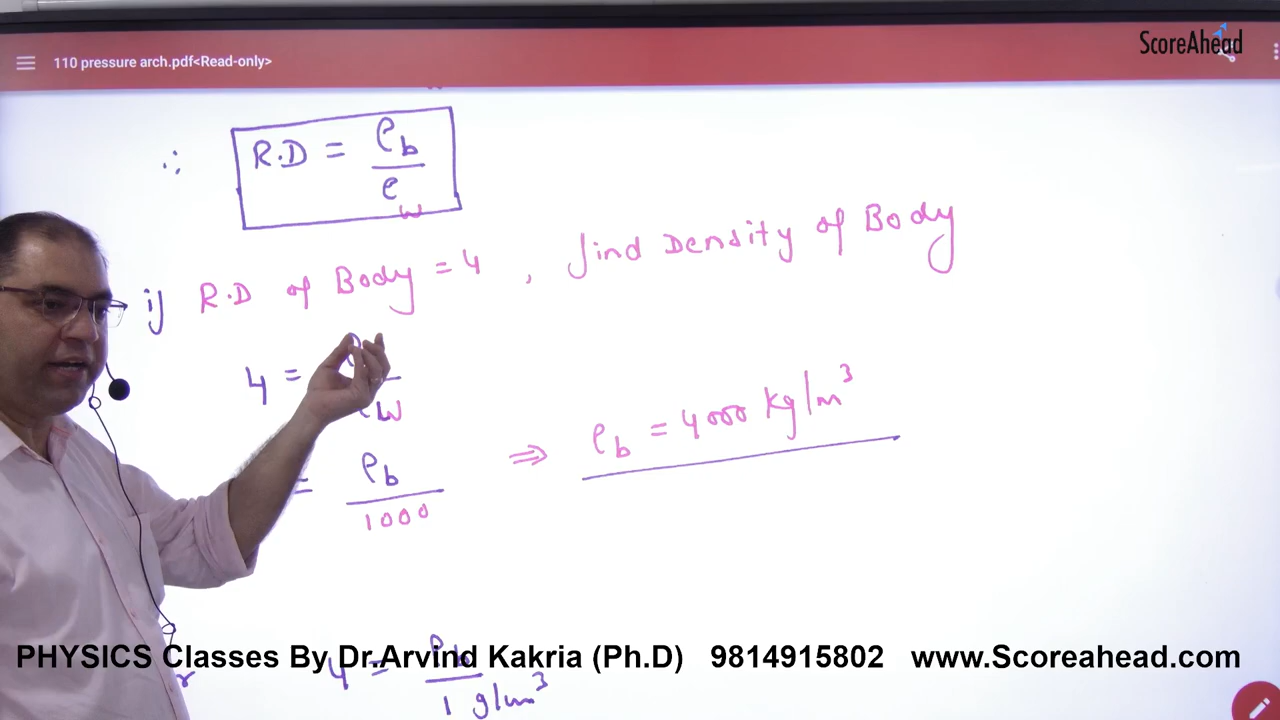 ScoreAhead
110 pressure arch.pdf<Read-only>
∴ R.D = ρb / ρw
if R.D of Body = 4 , find Density of Body
4 = ρ / ρw
= ρb / 1000 ⇒ ρb = 4000 kg/m³
PHYSICS Classes By Dr.Arvind Kakria (Ph.D) 9814915802 www.Scoreahead.com
r 4 = ρb / 1 g/cm³